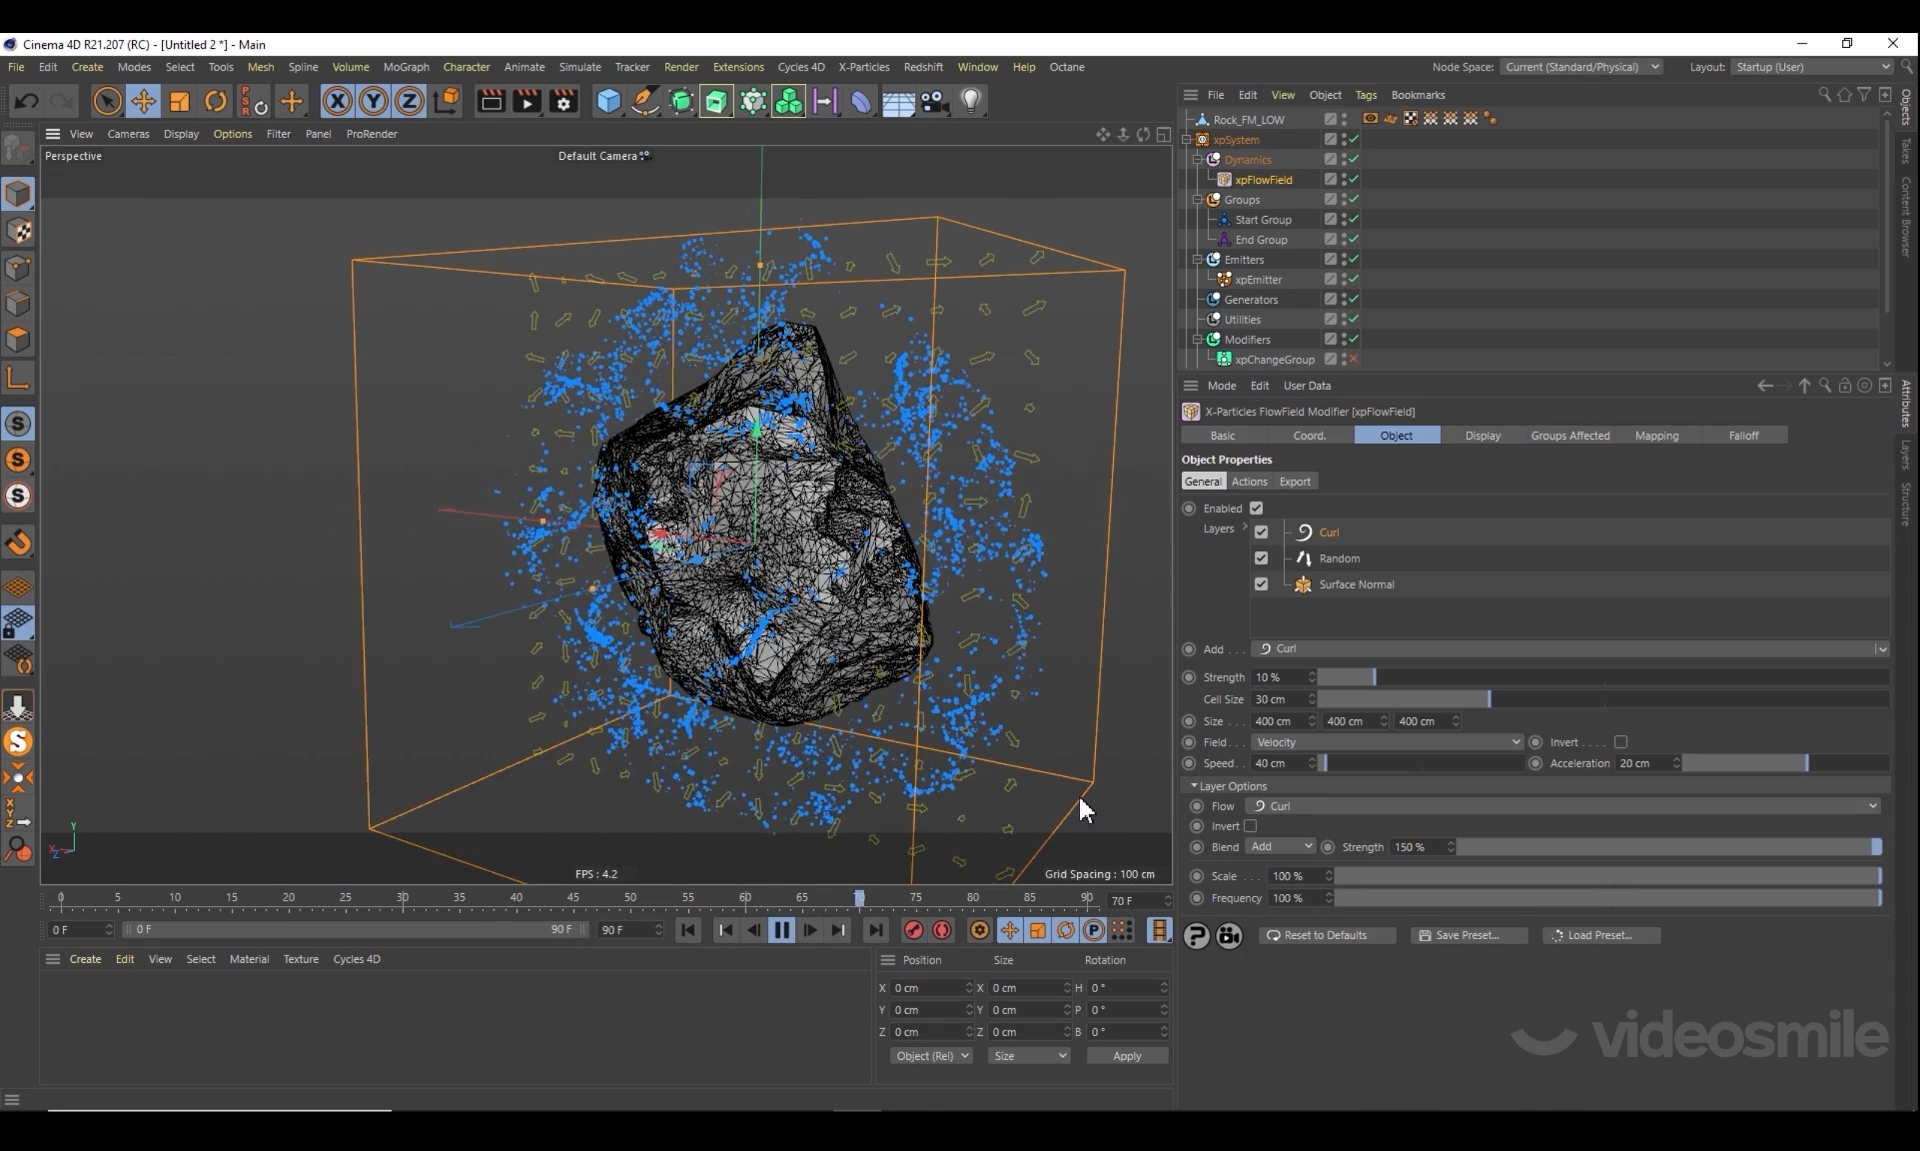 Cinema 4D R21.207 (RC) - [Untitled 2 *] - Main
File Edit Create Modes Select Tools Mesh Spline Volume MoGraph Character Animate Simulate Tracker Render Extensions Cycles 4D X-Particles Redshift Window Help Octane
Node Space: Current (Standard/Physical) Layout: Startup (User)
PSR X Y Z
File Edit View Object Tags Bookmarks
View Cameras Display Options Filter Panel ProRender
Perspective
Default Camera
Rock_FM_LOW
xpSystem
Dynamics
xpFlowField
Groups
Start Group
End Group
Emitters
xpEmitter
Generators
Utilities
Modifiers
xpChangeGroup
Objects
Takes
Content Browser
Mode Edit User Data
X-Particles FlowField Modifier [xpFlowField]
Basic Coord. Object Display Groups Affected Mapping Falloff
Object Properties
General Actions Export
Enabled
Layers
Curl
Random
Surface Normal
Add . . . Curl
Strength 10 %
Cell Size 30 cm
Size . . . 400 cm 400 cm 400 cm
Field . . . Velocity Invert . . . .
Speed . . 40 cm Acceleration 20 cm
Layer Options
Flow Curl
Invert
Blend Add Strength 150 %
Scale . . . 100 %
Frequency 100 %
Reset to Defaults Save Preset... Load Preset...
Attributes
Layers
Structure
S
S
S
S
X
Y
Z
Y
X
Z
FPS : 4.2
Grid Spacing : 100 cm
0 5 10 15 20 25 30 35 40 45 50 55 60 65 70 75 80 85 90 70 F
0 F 0 F 90 F 90 F P
Create Edit View Select Material Texture Cycles 4D
Position Size Rotation
X 0 cm X 0 cm H 0 °
Y 0 cm Y 0 cm P 0 °
Z 0 cm Z 0 cm B 0 °
Object (Rel) Size Apply
videosmile